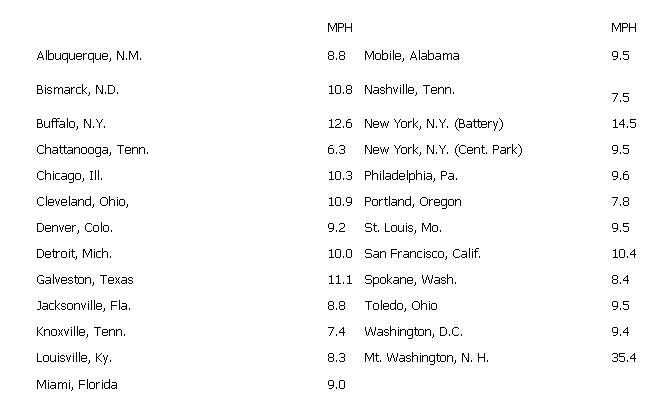 MPH MPH
Albuquerque, N.M. 8.8 Mobile, Alabama 9.5
Bismarck, N.D. 10.8 Nashville, Tenn. 7.5
Buffalo, N.Y. 12.6 New York, N.Y. (Battery) 14.5
Chattanooga, Tenn. 6.3 New York, N.Y. (Cent. Park) 9.5
Chicago, Ill. 10.3 Philadelphia, Pa. 9.6
Cleveland, Ohio, 10.9 Portland, Oregon 7.8
Denver, Colo. 9.2 St. Louis, Mo. 9.5
Detroit, Mich. 10.0 San Francisco, Calif. 10.4
Galveston, Texas 11.1 Spokane, Wash. 8.4
Jacksonville, Fla. 8.8 Toledo, Ohio 9.5
Knoxville, Tenn. 7.4 Washington, D.C. 9.4
Louisville, Ky. 8.3 Mt. Washington, N. H. 35.4
Miami, Florida 9.0